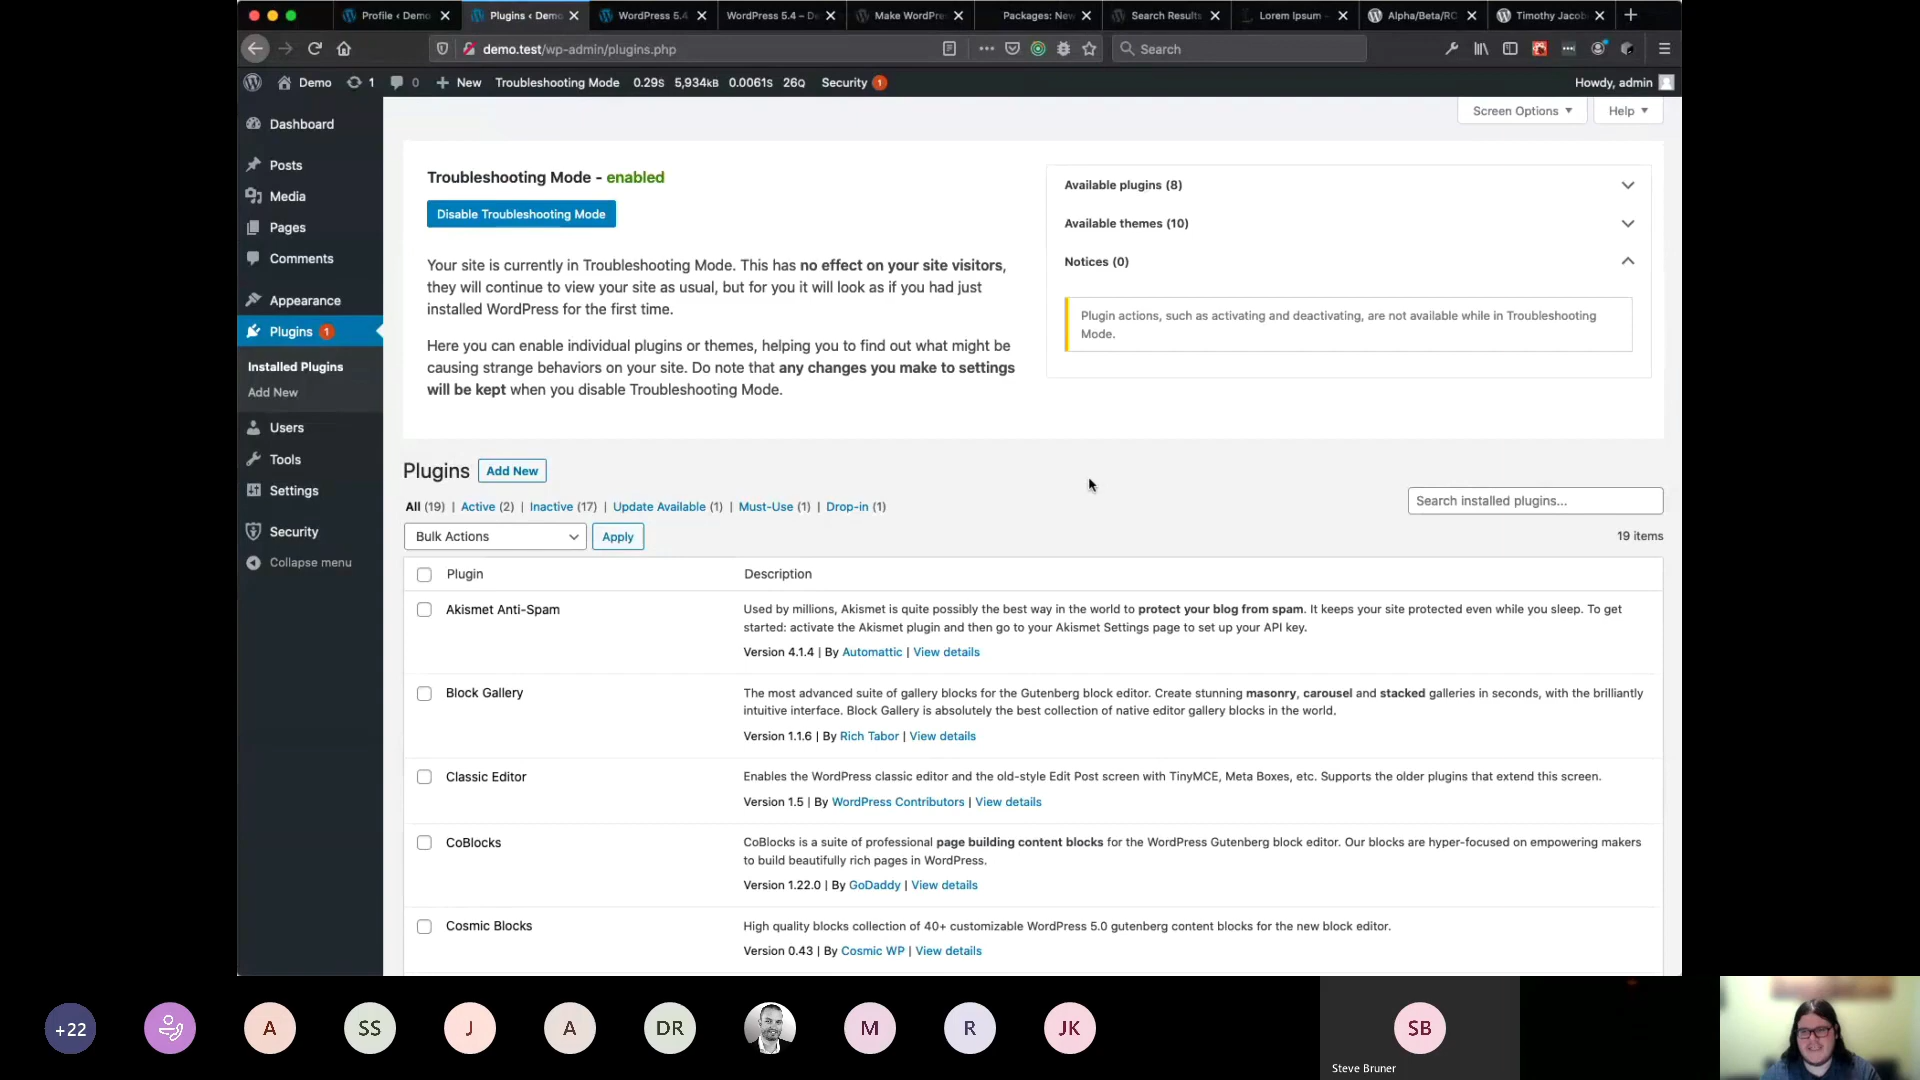 Profile ‹ Demo
Plugins ‹ Demo
WordPress 5.4
WordPress 5.4 – De
Make WordPre
Packages: New
Search Results
Lorem Ipsum –
Alpha/Beta/RC
Timothy Jacob
demo.test/wp-admin/plugins.php
Search
Demo
1
0
New
Troubleshooting Mode
0.29s 5,934kB 0.0061s 26Q
Security 1
Howdy, admin
Dashboard
Posts
Media
Pages
Comments
Appearance
Plugins 1
Installed Plugins
Add New
Users
Tools
Settings
Security
Collapse menu
Screen Options
Help
Troubleshooting Mode - enabled
Disable Troubleshooting Mode
Your site is currently in Troubleshooting Mode. This has no effect on your site visitors,
they will continue to view your site as usual, but for you it will look as if you had just
installed WordPress for the first time.
Here you can enable individual plugins or themes, helping you to find out what might be
causing strange behaviors on your site. Do note that any changes you make to settings
will be kept when you disable Troubleshooting Mode.
Available plugins (8)
Available themes (10)
Notices (0)
Plugin actions, such as activating and deactivating, are not available while in Troubleshooting
Mode.
Plugins
Add New
All (19) | Active (2) | Inactive (17) | Update Available (1) | Must-Use (1) | Drop-in (1)
Search installed plugins...
Bulk Actions
Apply
19 items
Plugin
Description
Akismet Anti-Spam
Used by millions, Akismet is quite possibly the best way in the world to protect your blog from spam. It keeps your site protected even while you sleep. To get
started: activate the Akismet plugin and then go to your Akismet Settings page to set up your API key.
Version 4.1.4 | By Automattic | View details
Block Gallery
The most advanced suite of gallery blocks for the Gutenberg block editor. Create stunning masonry, carousel and stacked galleries in seconds, with the brilliantly
intuitive interface. Block Gallery is absolutely the best collection of native editor gallery blocks in the world.
Version 1.1.6 | By Rich Tabor | View details
Classic Editor
Enables the WordPress classic editor and the old-style Edit Post screen with TinyMCE, Meta Boxes, etc. Supports the older plugins that extend this screen.
Version 1.5 | By WordPress Contributors | View details
CoBlocks
CoBlocks is a suite of professional page building content blocks for the WordPress Gutenberg block editor. Our blocks are hyper-focused on empowering makers
to build beautifully rich pages in WordPress.
Version 1.22.0 | By GoDaddy | View details
Cosmic Blocks
High quality blocks collection of 40+ customizable WordPress 5.0 gutenberg content blocks for the new block editor.
Version 0.43 | By Cosmic WP | View details
+22
A
SS
J
A
DR
M
R
JK
SB
Steve Bruner